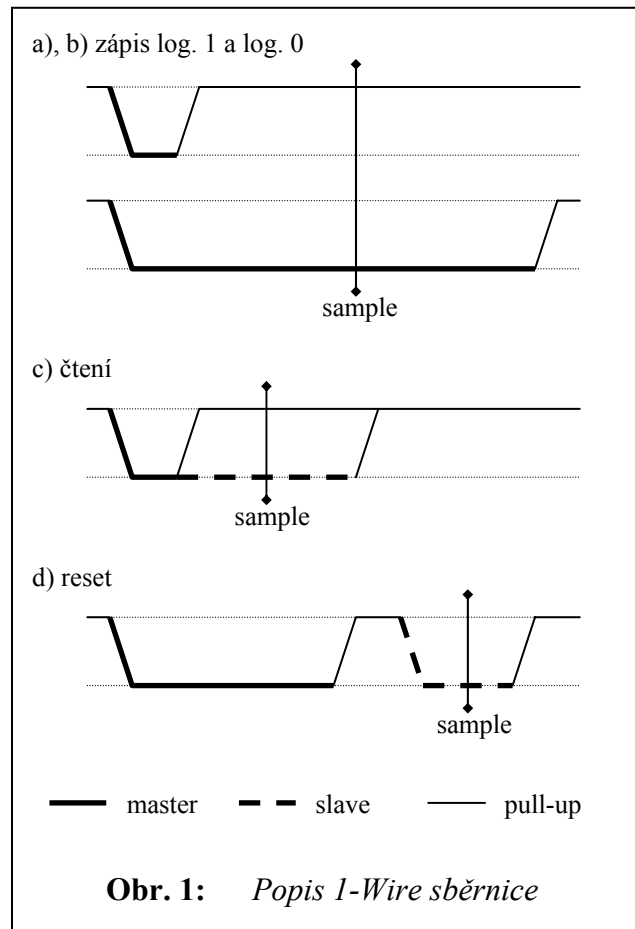 a), b) zápis log. 1 a log. 0
sample
c) čtení
sample
d) reset
sample
master slave pull-up
Obr. 1: Popis 1-Wire sběrnice